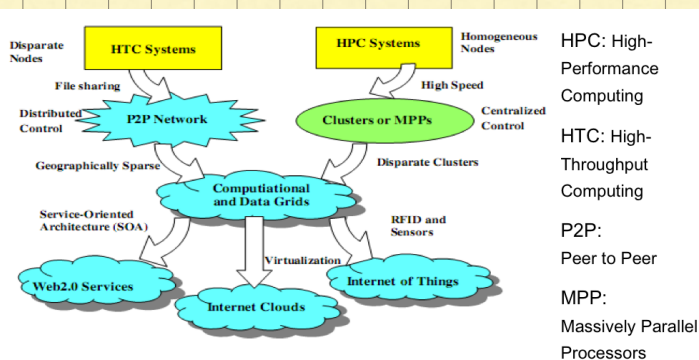 Disparate
Nodes
HTC Systems
HPC Systems
Homogeneous
Nodes
File sharing
High Speed
Distributed
Control
P2P Network
Clusters or MPPs
Centralized
Control
Geographically Sparse
Disparate Clusters
Computiational
and Data Grids
Service-Oriented
Architecture (SOA)
RFID and
Sensors
Virtualization
Web2.0 Services
Internet Clouds
Internet of Things
HPC: High-
Performance
Computing
HTC: High-
Throughput
Computing
P2P:
Peer to Peer
MPP:
Massively Parallel
Processors